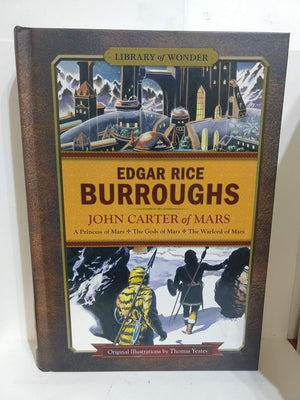 LIBRARY of WONDER
EDGAR RICE
BURROUGHS
JOHN CARTER of MARS
A Princess of Mars ✦ The Gods of Mars ✦ The Warlord of Mars
Original Illustrations by Thomas Yeates